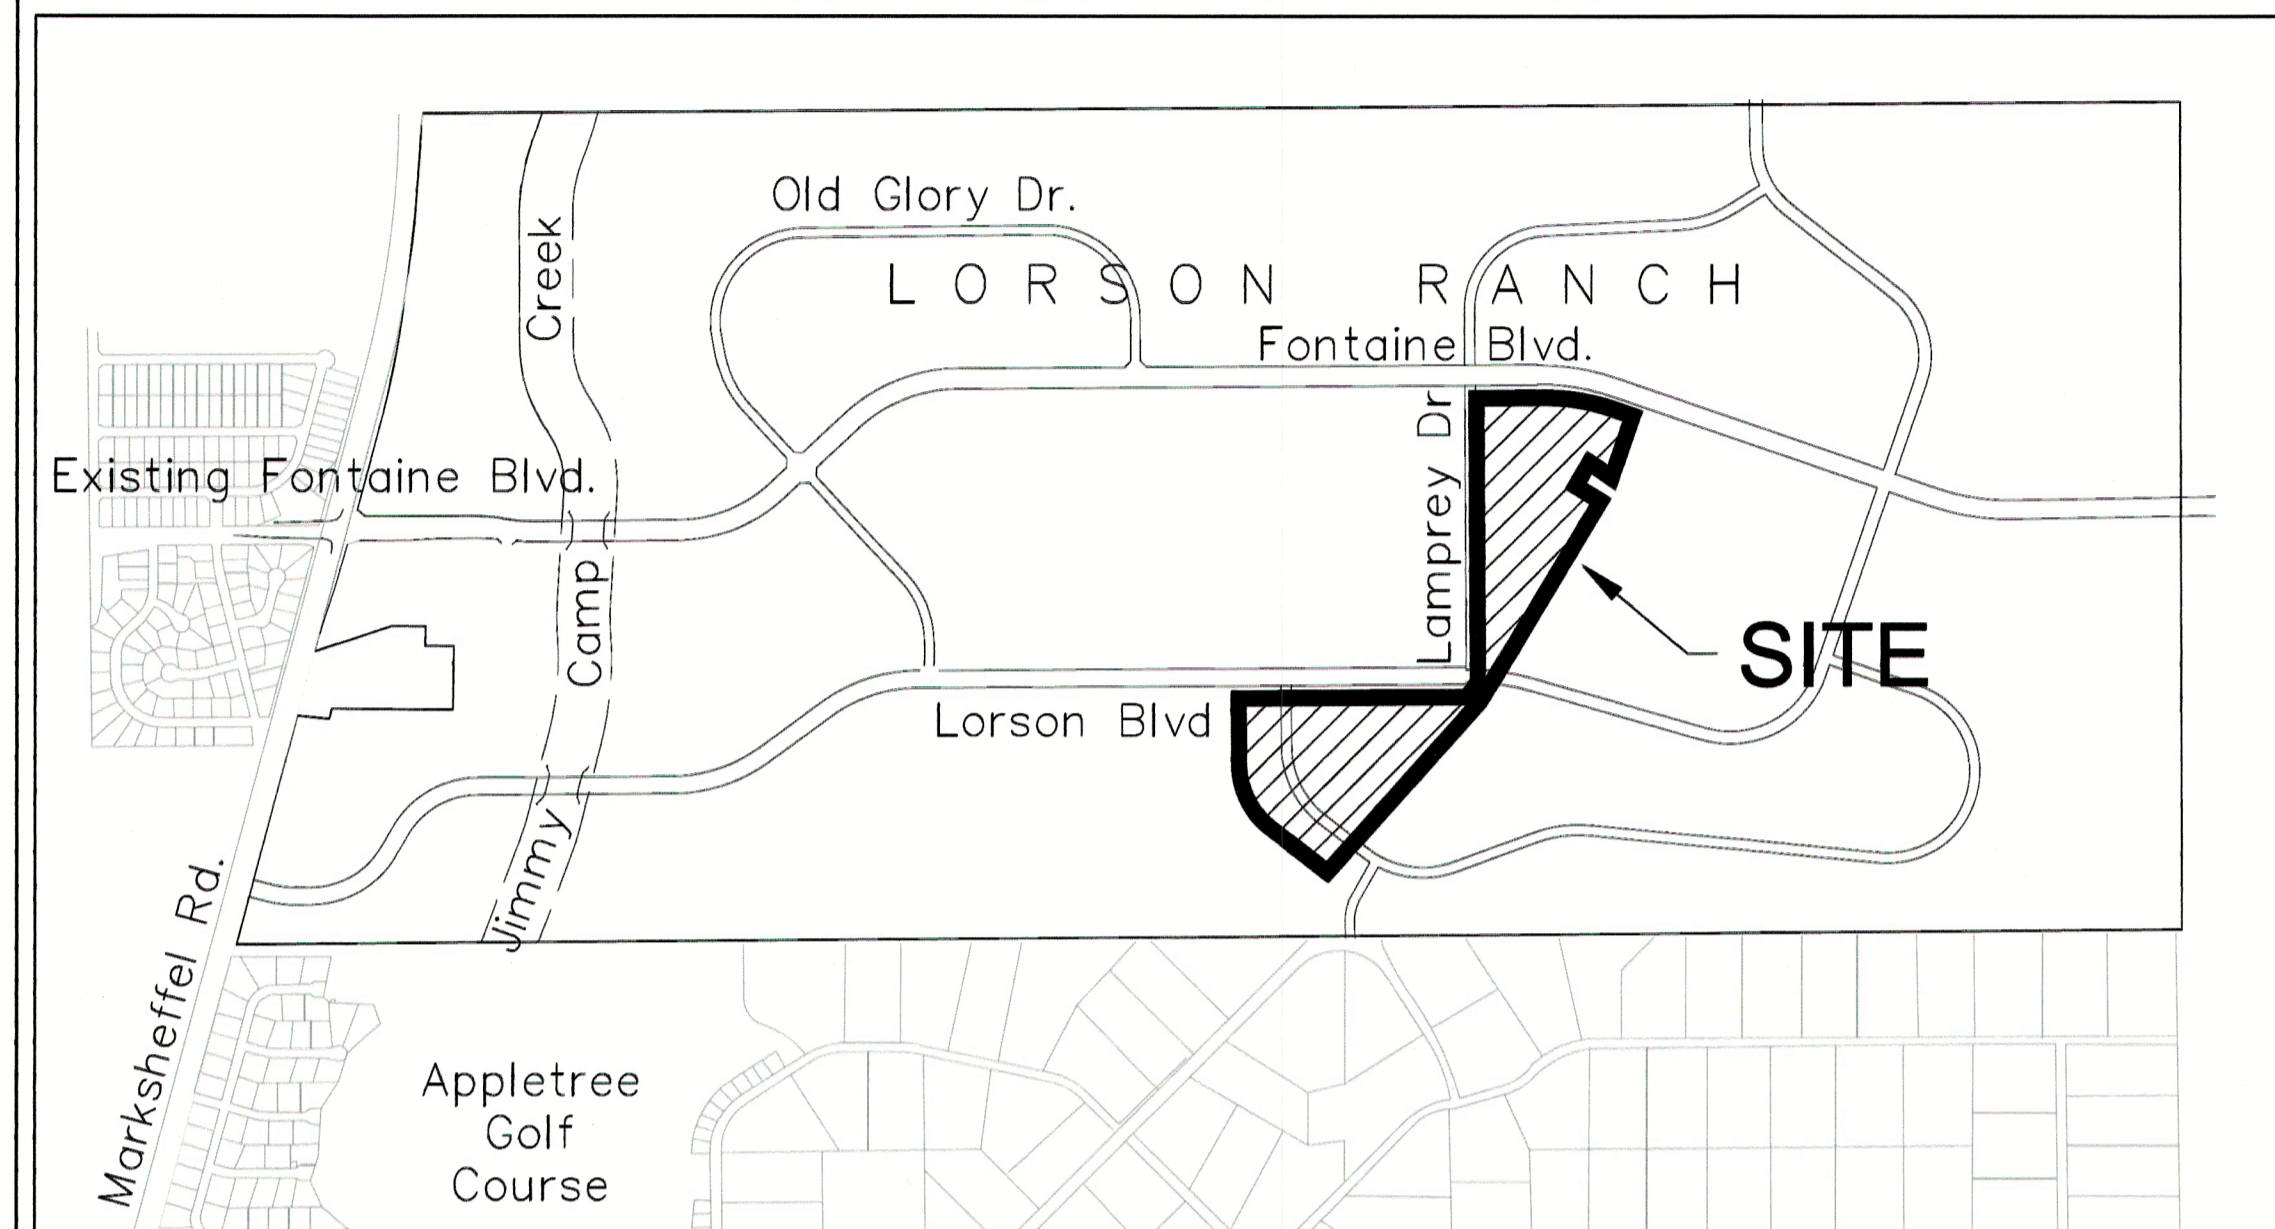 Old Glory Dr.
Creek
LORSON RANCH
Fontaine Blvd.
Existing Fontaine Blvd.
Lamprey Dr
Camp
SITE
Lorson Blvd
Jimmy
Marksheffel Rd.
Appletree
Golf
Course